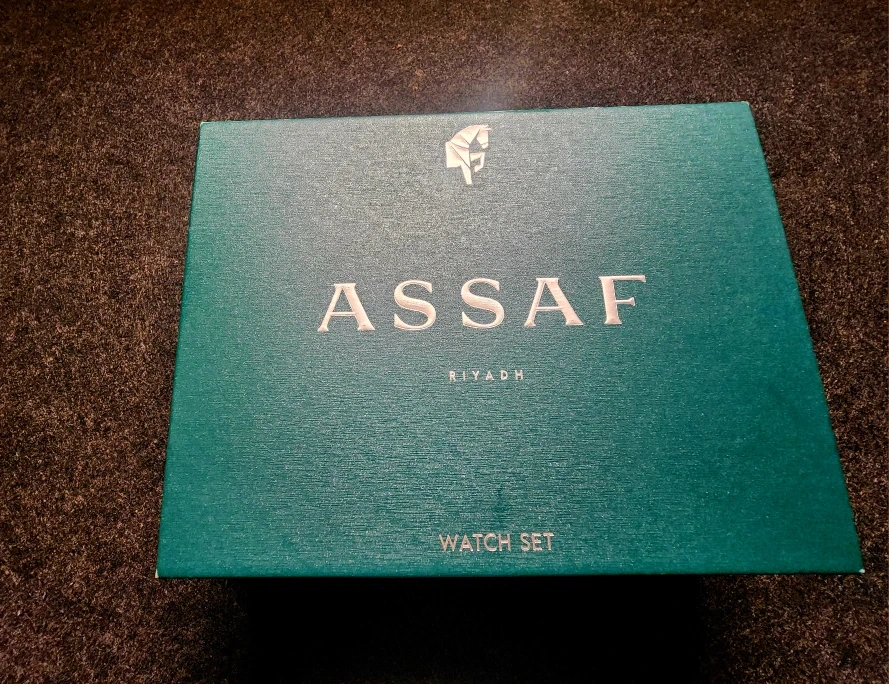 ASSAF
RIYADH
WATCH SET